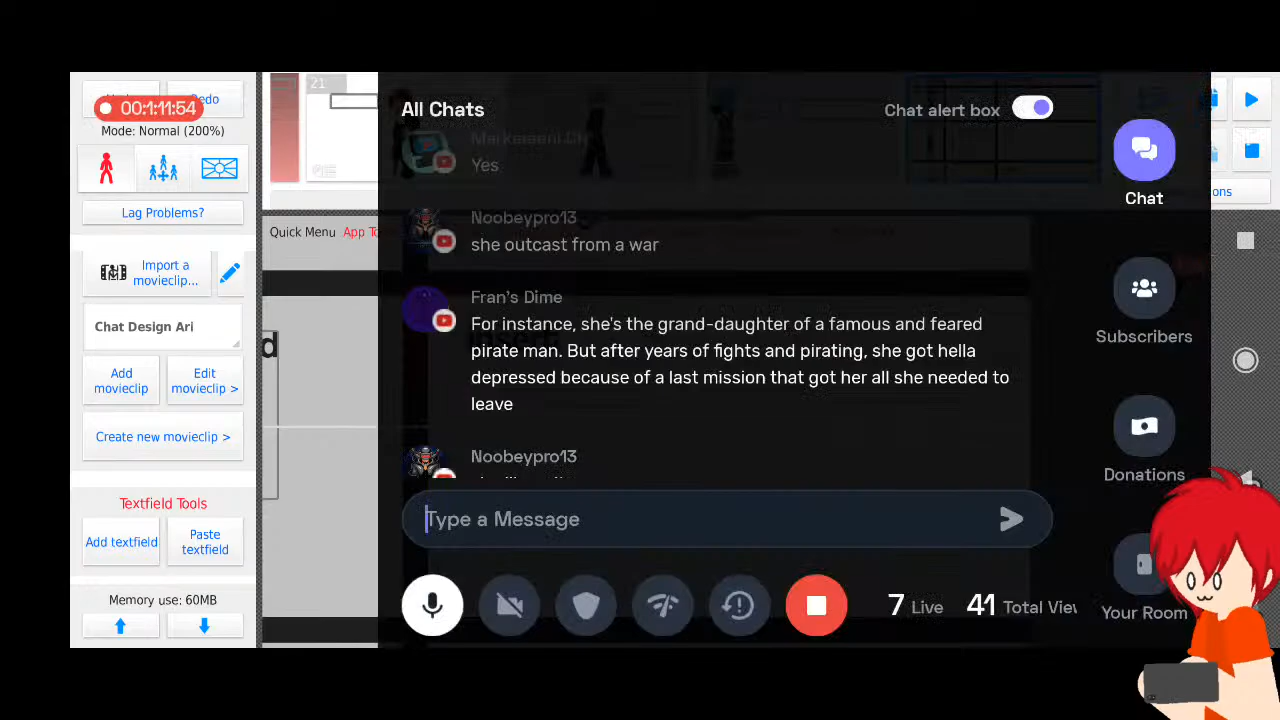 Redo
00:1:11:54
Mode: Normal (200%)
Lag Problems?
Import a
movieclip...
Chat Design Ari
Add
movieclip
Edit
movieclip >
Create new movieclip >
Textfield Tools
Add textfield
Paste
textfield
Memory use: 60MB
21
Quick Menu
App To
d
All Chats
Chat alert box
Yes
Noobeypro13
she outcast from a war
Fran's Dime
For instance, she's the grand-daughter of a famous and feared
pirate man. But after years of fights and pirating, she got hella
depressed because of a last mission that got her all she needed to
leave
Noobeypro13
Type a Message
7 Live
41 Total Viev
Chat
Subscribers
Donations
Your Room
ons